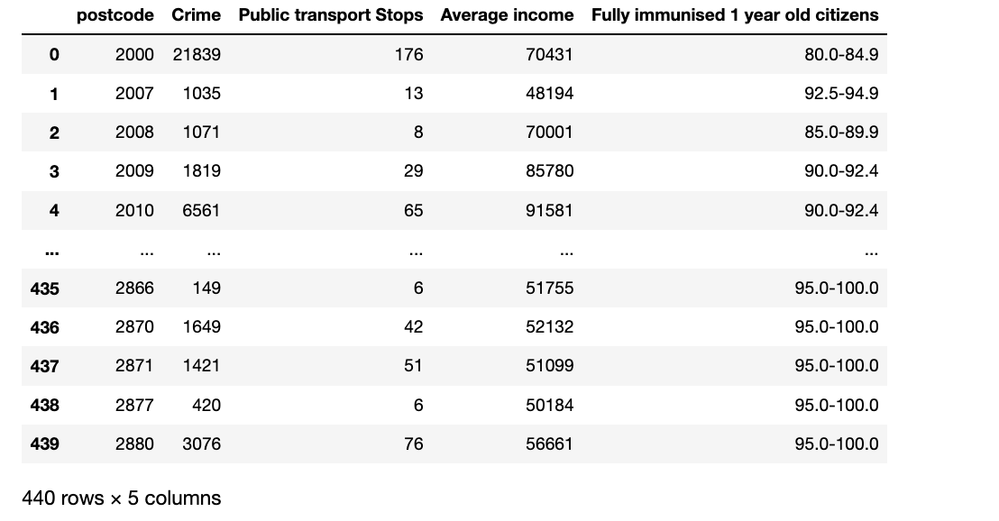 postcode Crime Public transport Stops Average income Fully immunised 1 year old citizens
0 2000 21839 176 70431 80.0-84.9
1 2007 1035 13 48194 92.5-94.9
2 2008 1071 8 70001 85.0-89.9
3 2009 1819 29 85780 90.0-92.4
4 2010 6561 65 91581 90.0-92.4
... ... ... ... ... ...
435 2866 149 6 51755 95.0-100.0
436 2870 1649 42 52132 95.0-100.0
437 2871 1421 51 51099 95.0-100.0
438 2877 420 6 50184 95.0-100.0
439 2880 3076 76 56661 95.0-100.0
440 rows × 5 columns